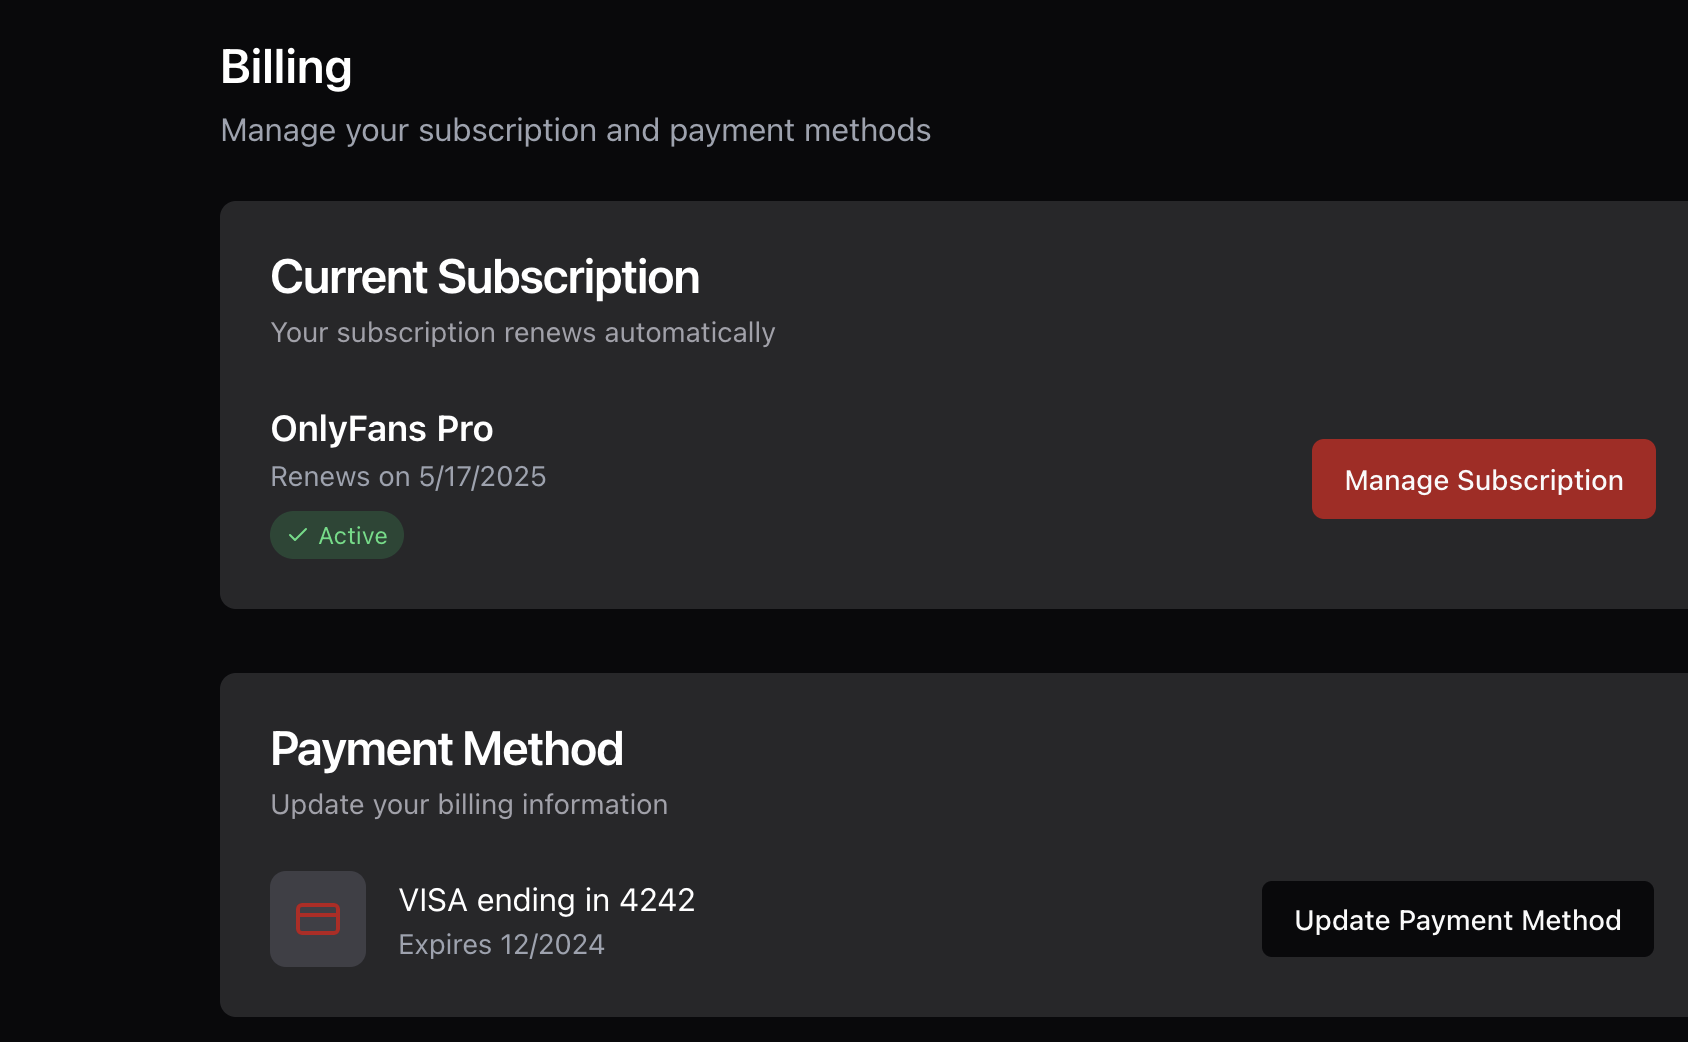 Billing
Manage your subscription and payment methods
Current Subscription
Your subscription renews automatically
OnlyFans Pro
Renews on 5/17/2025
Active
Manage Subscription
Payment Method
Update your billing information
VISA ending in 4242
Expires 12/2024
Update Payment Method